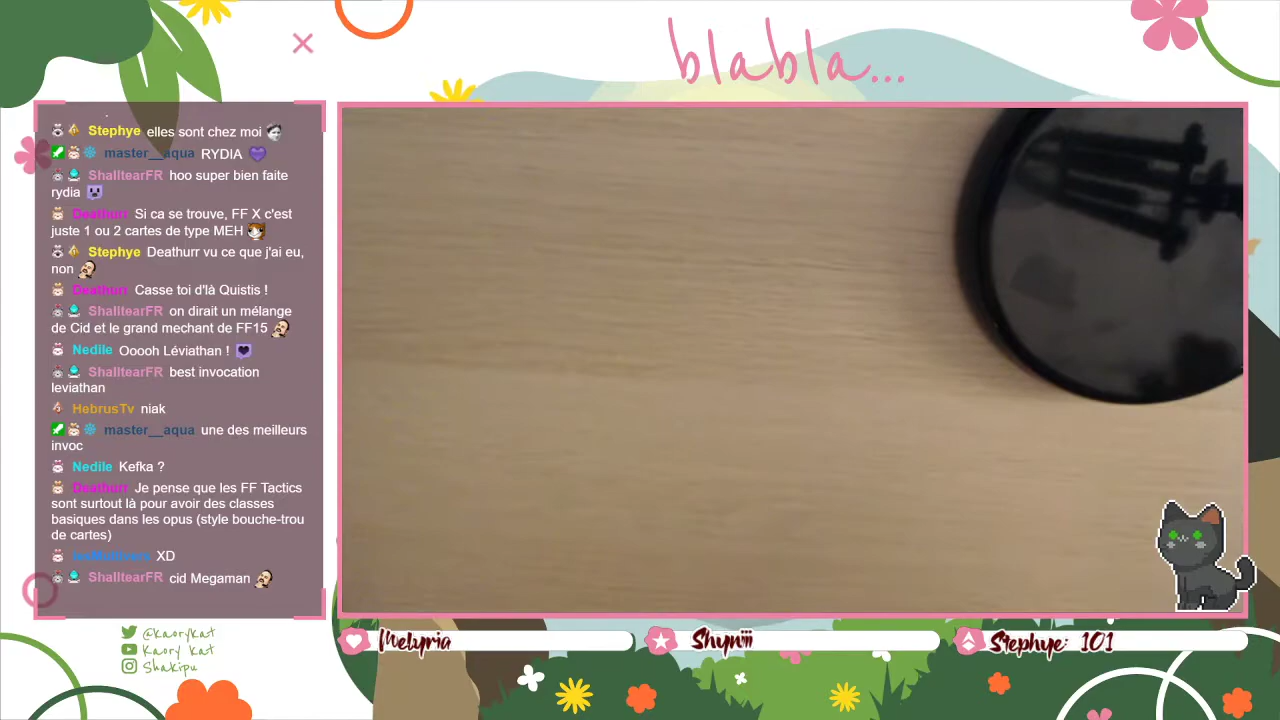 blabla...
Stephye elles sont chez moi
master__aqua RYDIA
ShalltearFR hoo super bien faite
rydia
Deathurr Si ca se trouve, FF X c'est
juste 1 ou 2 cartes de type MEH
Stephye Deathurr vu ce que j'ai eu,
non
Deathurr Casse toi d'là Quistis !
ShalltearFR on dirait un mélange
de Cid et le grand mechant de FF15
Nedile Ooooh Léviathan !
ShalltearFR best invocation
leviathan
HebrusTv niak
master__aqua une des meilleurs
invoc
Nedile Kefka ?
Deathurr Je pense que les FF Tactics
sont surtout là pour avoir des classes
basiques dans les opus (style bouche-trou
de cartes)
XD
ShalltearFR cid Megaman
@kaorykat
Kaory kat
Shakipu
Melyria
Shyniii
Stephye: 101